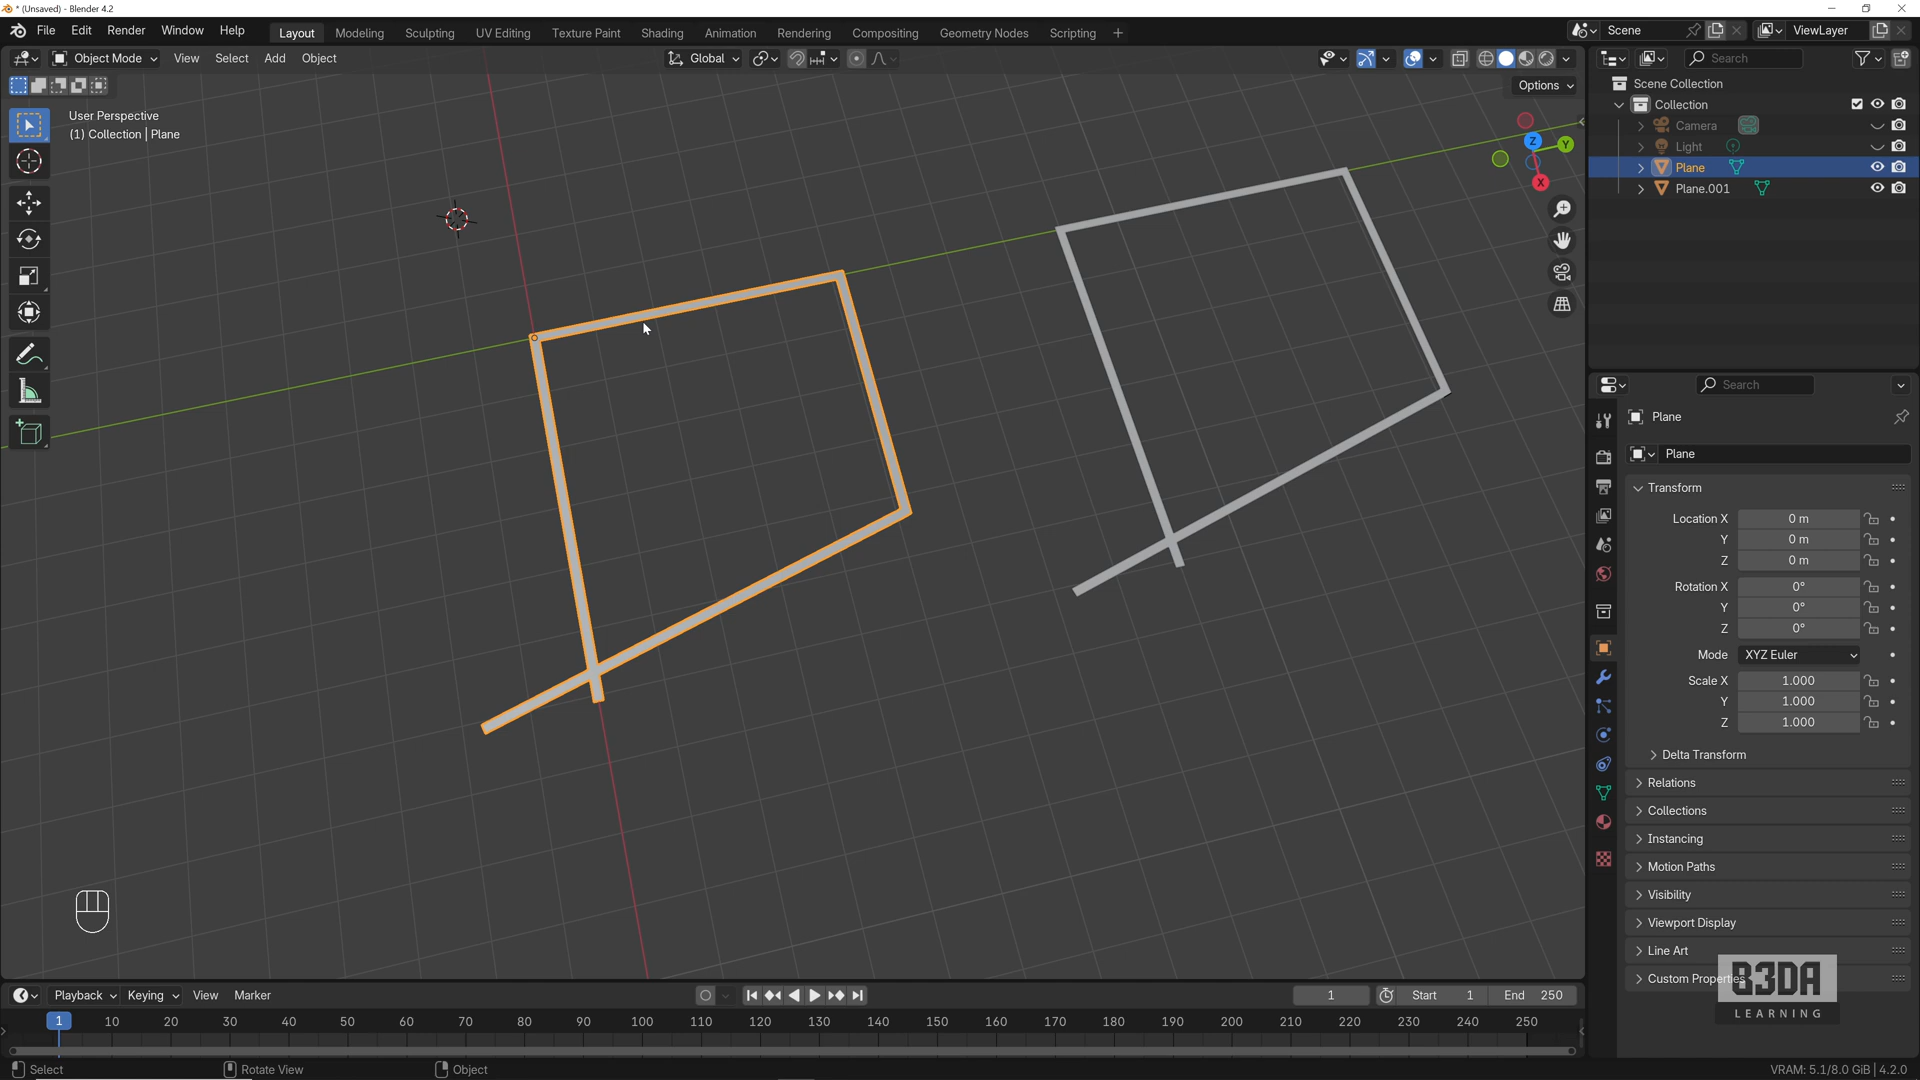 * (Unsaved) - Blender 4.2
File Edit Render Window Help
Layout Modeling Sculpting UV Editing Texture Paint Shading Animation Rendering Compositing Geometry Nodes Scripting +
Scene
ViewLayer
Object Mode View Select Add Object
Global
Search
Options
User Perspective
(1) Collection | Plane
Z
Y
X
Scene Collection
Collection
Camera
Light
Plane
Plane.001
Search
Plane
Plane
Transform
Location X 0 m
Y 0 m
Z 0 m
Rotation X 0°
Y 0°
Z 0°
Mode XYZ Euler
Scale X 1.000
Y 1.000
Z 1.000
Delta Transform
Relations
Collections
Instancing
Motion Paths
Visibility
Viewport Display
Line Art
Custom Properties
B3DA
LEARNING
Playback Keying View Marker
1 Start 1 End 250
1 10 20 30 40 50 60 70 80 90 100 110 120 130 140 150 160 170 180 190 200 210 220 230 240 250
Select Rotate View Object
VRAM: 5.1/8.0 GiB | 4.2.0